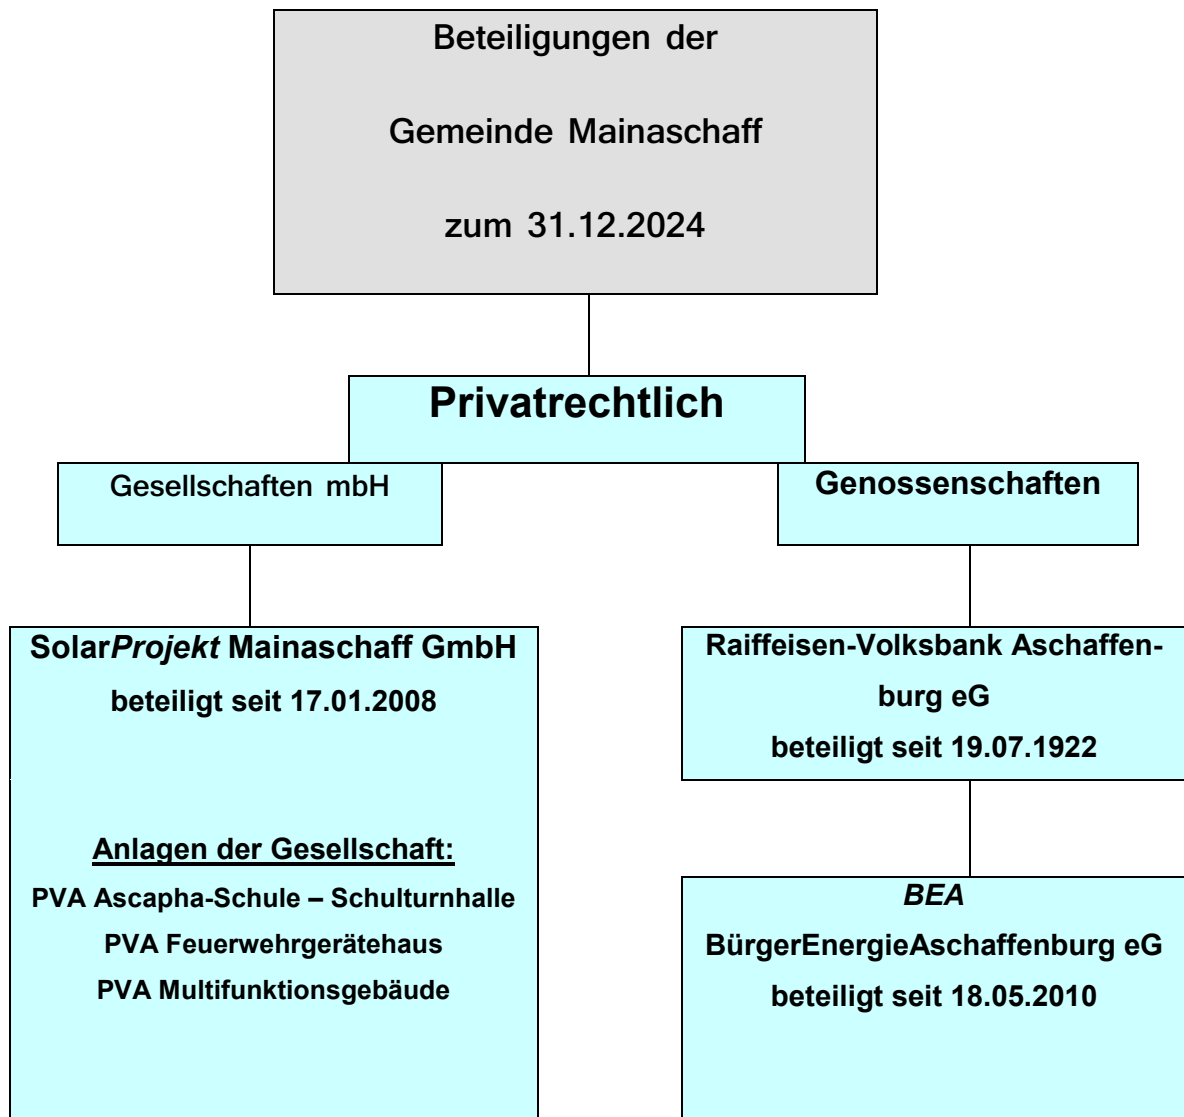 Beteiligungen der
Gemeinde Mainaschaff
zum 31.12.2024
Privatrechtlich
Gesellschaften mbH
Genossenschaften
SolarProjekt Mainaschaff GmbH
beteiligt seit 17.01.2008
Anlagen der Gesellschaft:
PVA Ascapha-Schule – Schulturnhalle
PVA Feuerwehrgerätehaus
PVA Multifunktionsgebäude
Raiffeisen-Volksbank Aschaffen-
burg eG
beteiligt seit 19.07.1922
BEA
BürgerEnergieAschaffenburg eG
beteiligt seit 18.05.2010